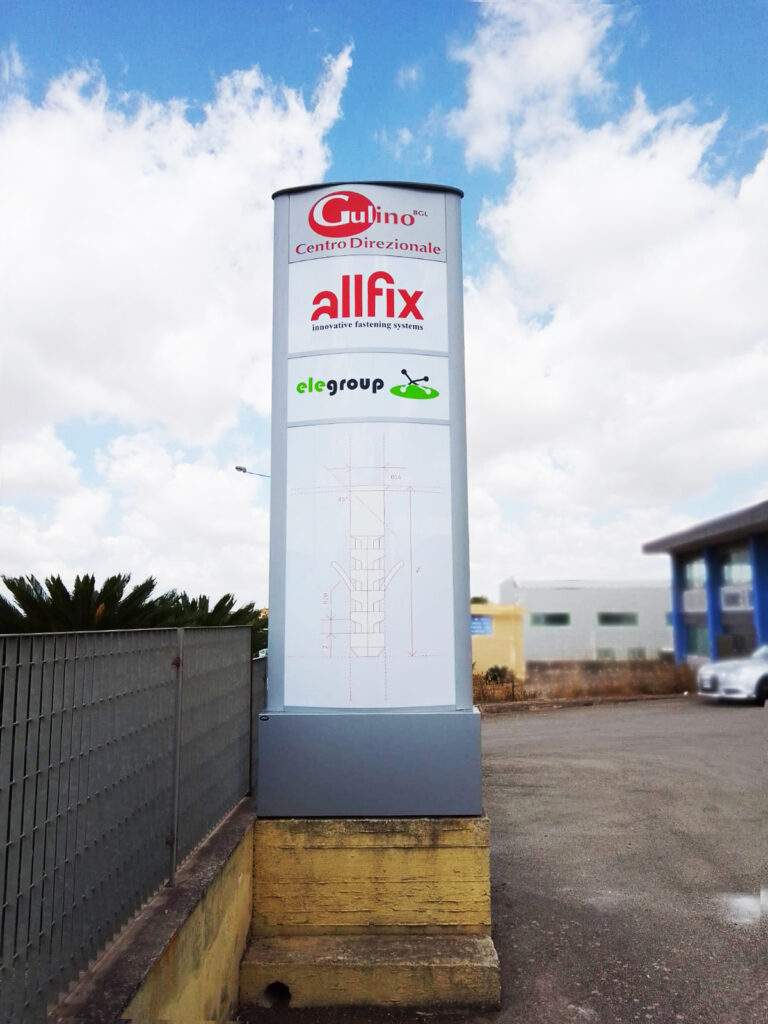 Gulino BGL
Centro Direzionale
allfix
innovative fastening systems
elegroup